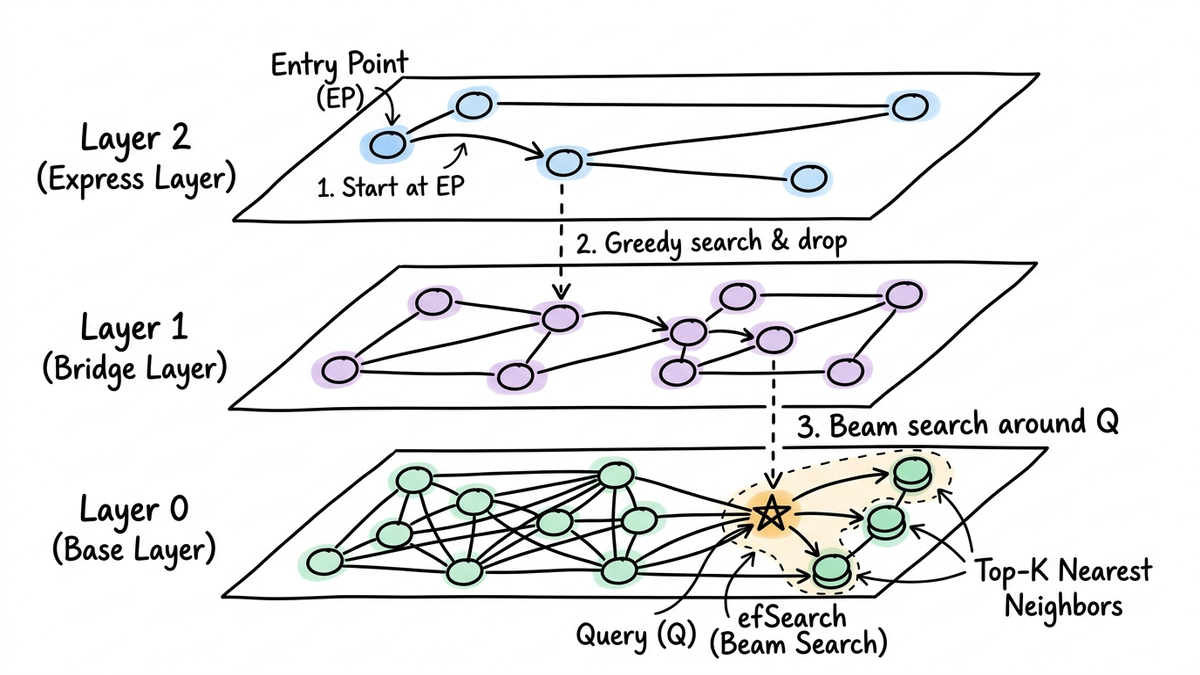 Entry Point
(EP)
Layer 2
(Express Layer)
1. Start at EP
2. Greedy search & drop
Layer 1
(Bridge Layer)
3. Beam search around Q
Layer 0
(Base Layer)
Top-K Nearest
Neighbors
Query (Q)
efSearch
(Beam Search)